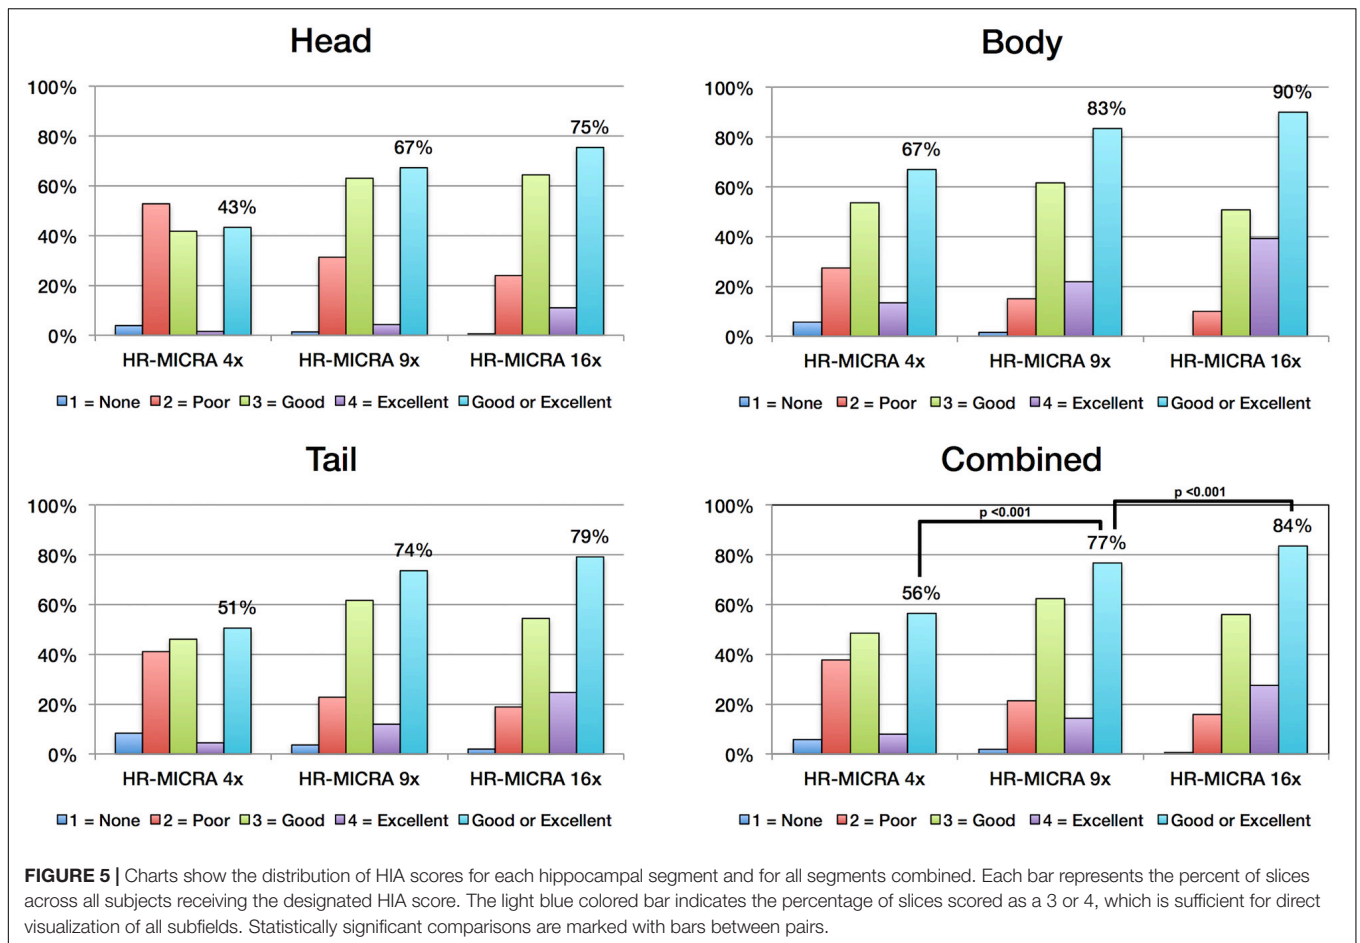 Head
100%
80%
60%
40%
20%
0%
43%
67%
75%
HR-MICRA 4x HR-MICRA 9x HR-MICRA 16x
1 = None 2 = Poor 3 = Good 4 = Excellent Good or Excellent
Body
100%
80%
60%
40%
20%
0%
67%
83%
90%
HR-MICRA 4x HR-MICRA 9x HR-MICRA 16x
1 = None 2 = Poor 3 = Good 4 = Excellent Good or Excellent
Tail
100%
80%
60%
40%
20%
0%
51%
74%
79%
HR-MICRA 4x HR-MICRA 9x HR-MICRA 16x
1 = None 2 = Poor 3 = Good 4 = Excellent Good or Excellent
Combined
100%
80%
60%
40%
20%
0%
p <0.001
p <0.001
56%
77%
84%
HR-MICRA 4x HR-MICRA 9x HR-MICRA 16x
1 = None 2 = Poor 3 = Good 4 = Excellent Good or Excellent
FIGURE 5 | Charts show the distribution of HIA scores for each hippocampal segment and for all segments combined. Each bar represents the percent of slices
across all subjects receiving the designated HIA score. The light blue colored bar indicates the percentage of slices scored as a 3 or 4, which is sufficient for direct
visualization of all subfields. Statistically significant comparisons are marked with bars between pairs.